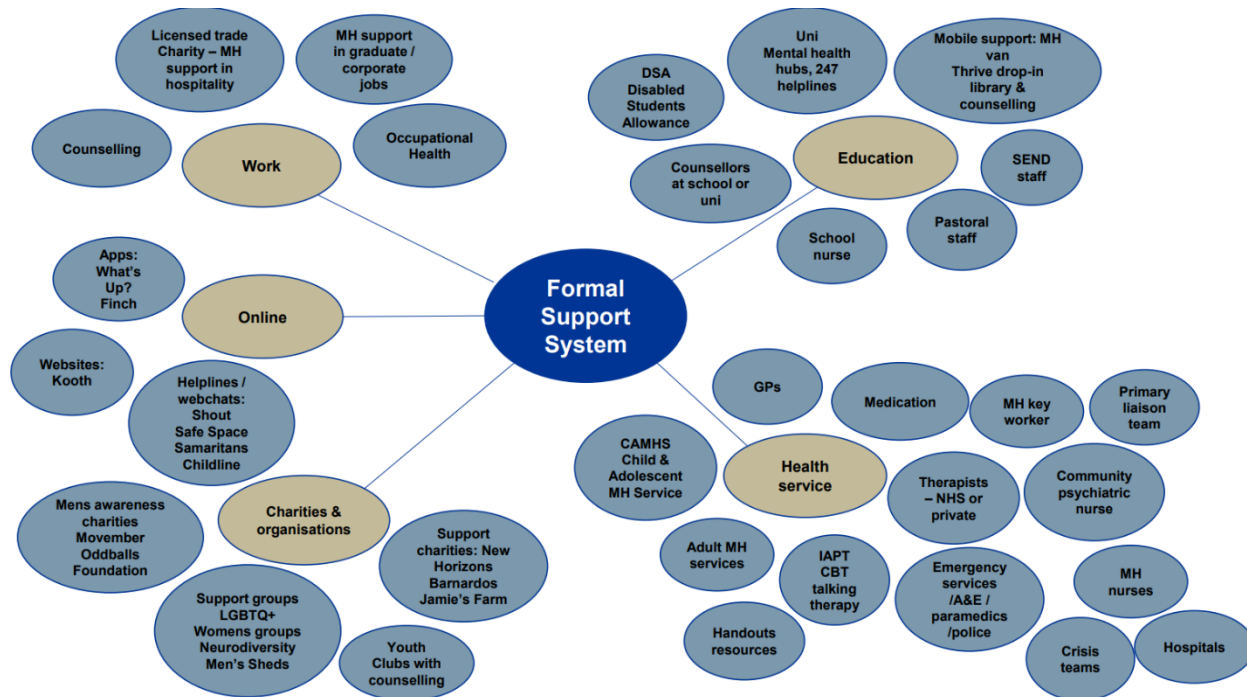 Licensed trade
Charity – MH
support in
hospitality
MH support
in graduate /
corporate
jobs
Counselling
Work
Occupational
Health
Uni
Mental health
hubs, 247
helplines
Mobile support: MH
van
Thrive drop-in
library &
counselling
DSA
Disabled
Students
Allowance
Education
Counsellors
at school or
uni
SEND
staff
School
nurse
Pastoral
staff
Apps:
What's
Up?
Finch
Online
Websites:
Kooth
Helplines /
webchats:
Shout
Safe Space
Samaritans
Childline
Formal
Support
System
GPs
Medication
MH key
worker
Primary
liaison
team
CAMHS
Child &
Adolescent
MH Service
Health
service
Therapists
– NHS or
private
Community
psychiatric
nurse
Mens awareness
charities
Movember
Oddballs
Foundation
Charities &
organisations
Support
charities: New
Horizons
Barnardos
Jamie's Farm
Support groups
LGBTQ+
Womens groups
Neurodiversity
Men's Sheds
Youth
Clubs with
counselling
Adult MH
services
IAPT
CBT
talking
therapy
Emergency
services
/A&E /
paramedics
/police
MH
nurses
Handouts
resources
Crisis
teams
Hospitals